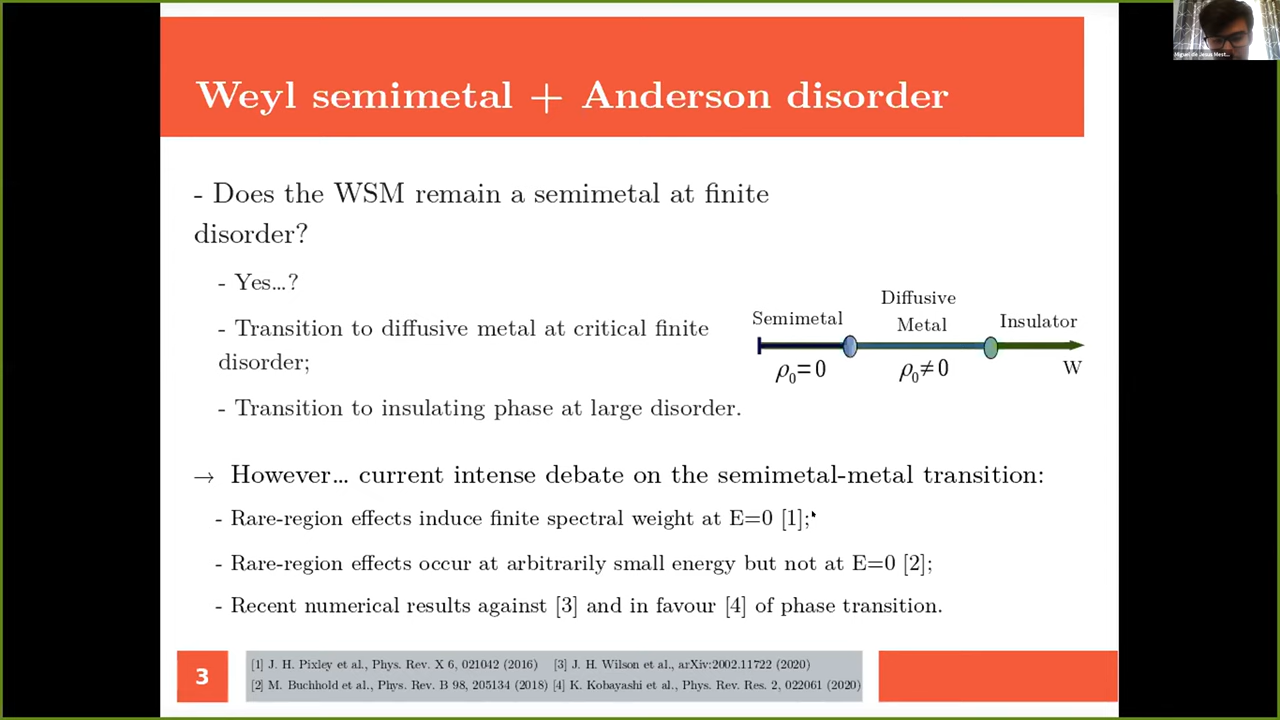 Weyl semimetal + Anderson disorder
- Does the WSM remain a semimetal at finite
disorder?
- Yes...?
- Transition to diffusive metal at critical finite
disorder;
- Transition to insulating phase at large disorder.
Semimetal
Diffusive
Metal
Insulator
ρ₀=0
ρ₀≠0
W
→ However... current intense debate on the semimetal-metal transition:
- Rare-region effects induce finite spectral weight at E=0 [1];
- Rare-region effects occur at arbitrarily small energy but not at E=0 [2];
- Recent numerical results against [3] and in favour [4] of phase transition.
3
[1] J. H. Pixley et al., Phys. Rev. X 6, 021042 (2016) [3] J. H. Wilson et al., arXiv:2002.11722 (2020)
[2] M. Buchhold et al., Phys. Rev. B 98, 205134 (2018) [4] K. Kobayashi et al., Phys. Rev. Res. 2, 022061 (2020)
Miguel de Jesus Mest...